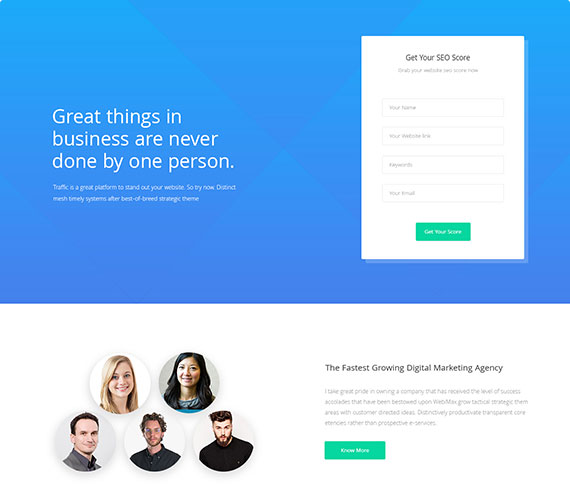 Great things in
business are never
done by one person.
Traffic is a great platform to stand out your website. So try now. Distinct
mesh timely systems after best-of-breed strategic theme
Get Your SEO Score
Grab your website seo score now
Your Name
Your Website link
Keywords
Your Email
Get Your Score
The Fastest Growing Digital Marketing Agency
I take great pride in owning a company that has received the level of success
accolades that have been bertowed upon Web/Max grow tactical strategic them
areas with customer directed ideas. Distinctively productivate transparent core
etencies rather than prospective e-services.
Know More